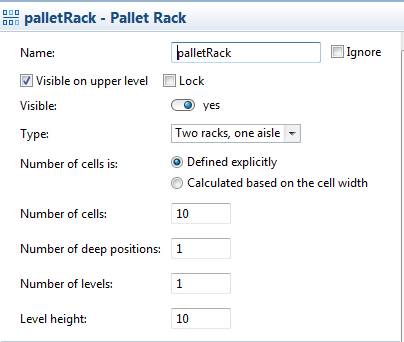 palletRack - Pallet Rack
Name: palletRack Ignore
Visible on upper level Lock
Visible: yes
Type: Two racks, one aisle
Number of cells is: Defined explicitly
Calculated based on the cell width
Number of cells: 10
Number of deep positions: 1
Number of levels: 1
Level height: 10